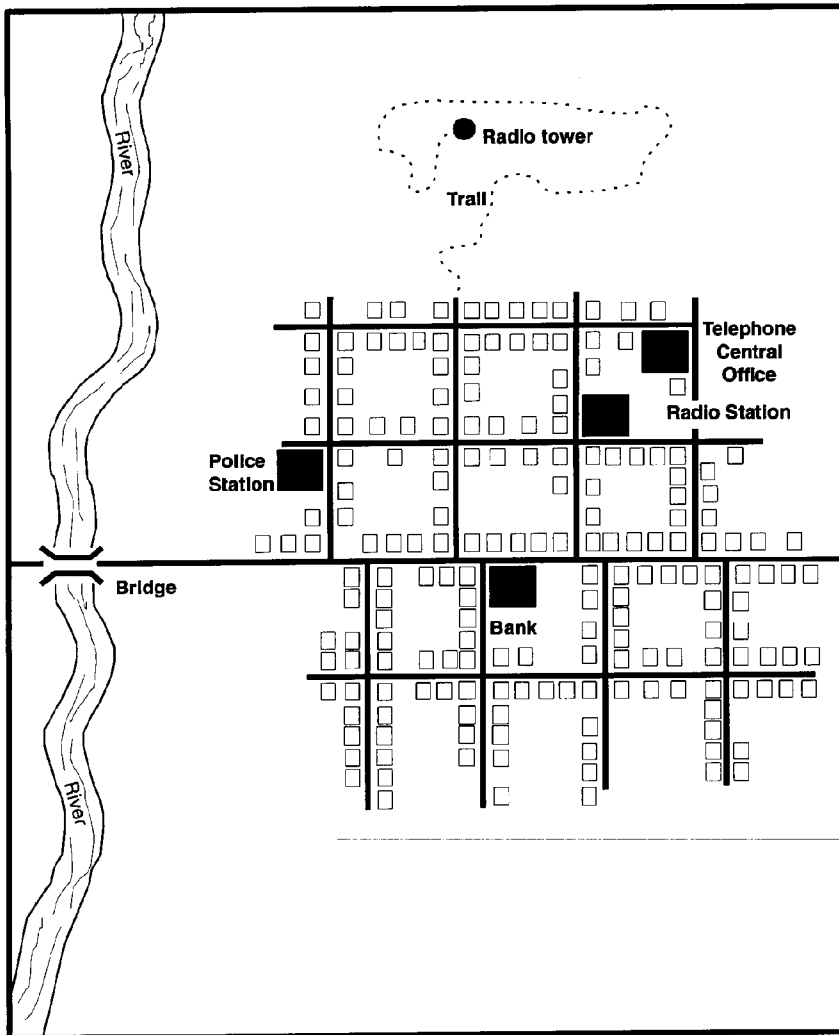 River
Radio tower
Trail
Telephone
Central
Office
Radio Station
Police
Station
Bridge
Bank
River